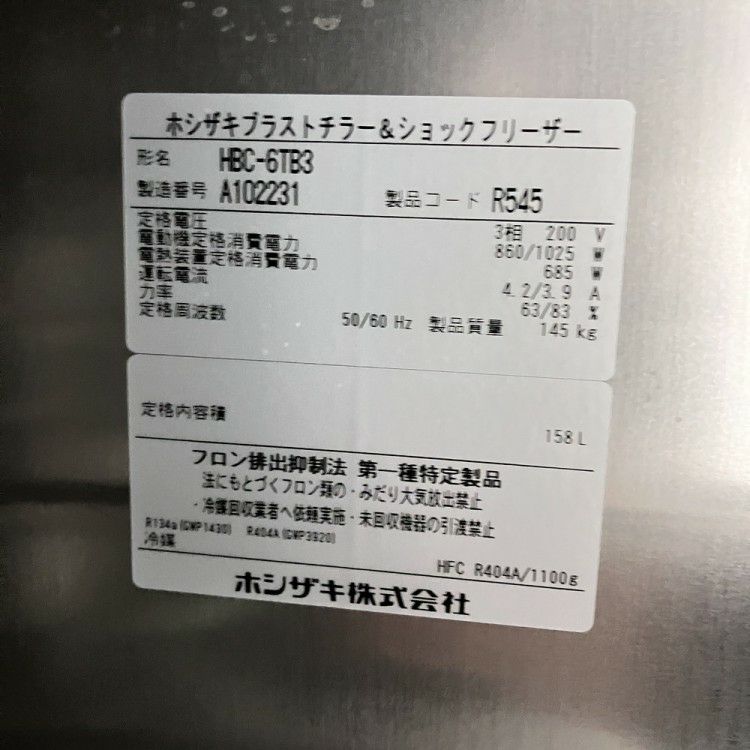 ホシザキブラストチラー&ショックフリーザー
形名 HBC-6TB3
製造番号 A102231 製品コード R545
定格電圧 3相 200 V
電動機定格消費電力 860/1025 W
電熱装置定格消費電力 685 W
運転電流 4.2/3.9 A
力率 63/83 %
定格周波数 50/60 Hz 製品質量 145 kg
定格内容積 158 L
フロン排出抑制法 第一種特定製品
法にもとづくフロン類の・みだり大気放出禁止
・冷媒回収業者へ依頼実施・未回収機器の引渡禁止
R134a(GWP1430) R404A(GWP3920)
冷媒 HFC R404A/1100g
ホシザキ株式会社